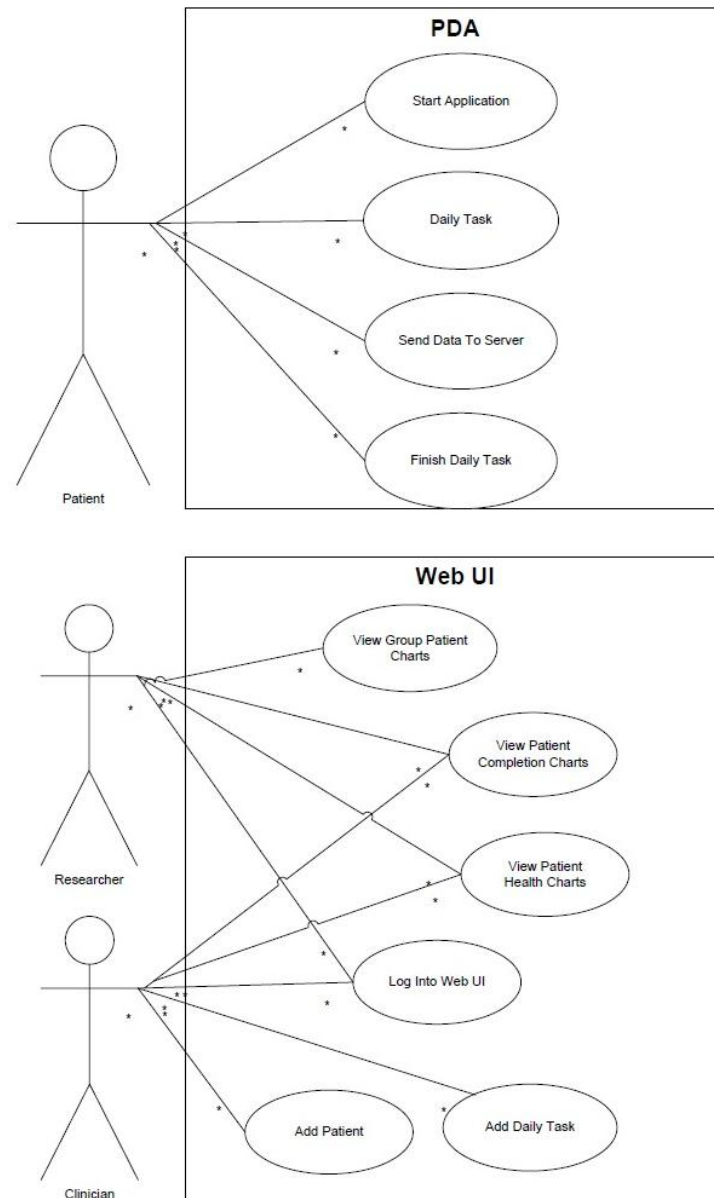 PDA
Start Application
Daily Task
Send Data To Server
Finish Daily Task
Patient
Web UI
View Group Patient
Charts
View Patient
Completion Charts
View Patient
Health Charts
Researcher
Log Into Web UI
Add Patient
Add Daily Task
Clinician